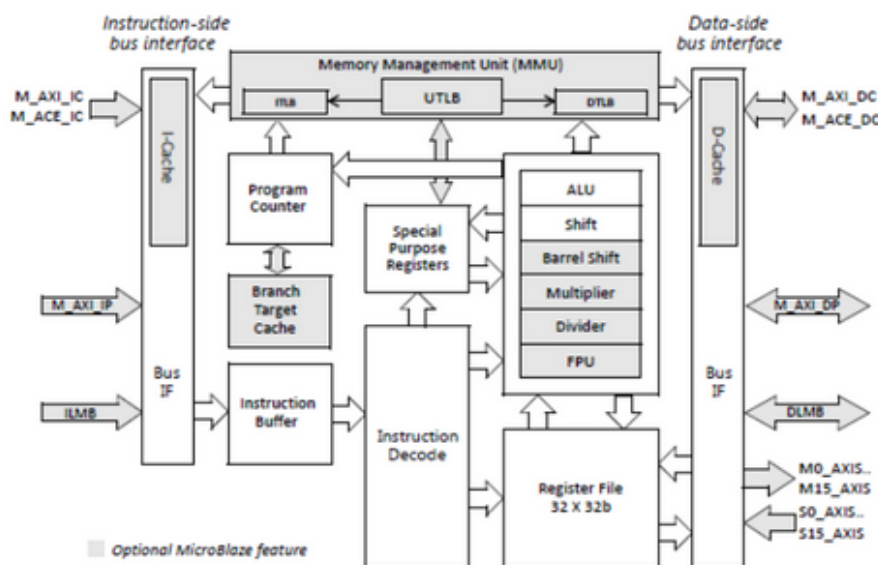 Instruction-side
bus interface
Data-side
bus interface
Memory Management Unit (MMU)
ITLB
UTLB
DTLB
M_AXI_IC
M_ACE_IC
M_AXI_DC
M_ACE_DC
I-Cache
D-Cache
Program
Counter
Special
Purpose
Registers
ALU
Shift
Barrel Shift
Multiplier
Divider
FPU
Branch
Target
Cache
M_AXI_IP
M_AXI_DP
Bus
IF
Bus
IF
ILMB
DLMB
Instruction
Buffer
Instruction
Decode
Register File
32 X 32b
M0_AXIS..
M15_AXIS
S0_AXIS..
S15_AXIS
Optional MicroBlaze feature